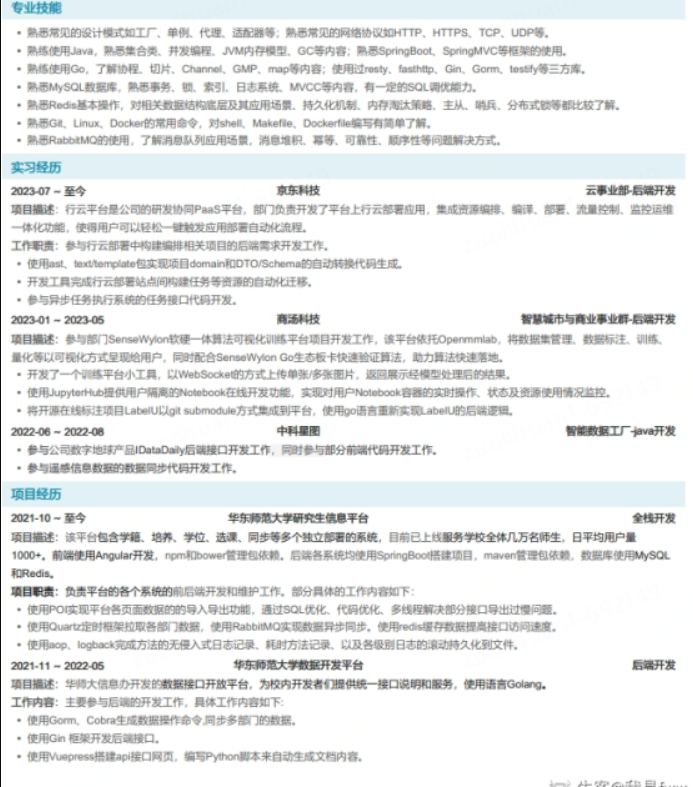 专业技能
• 熟悉常见的设计模式如工厂、单例、代理、适配器等；熟悉常见的网络协议如HTTP、HTTPS、TCP、UDP等。
• 熟练使用Java，熟悉集合类、并发编程、JVM内存模型、GC等内容；熟悉SpringBoot、SpringMVC等框架的使用。
• 熟练使用Go，了解协程、切片、Channel、GMP、map等内容；使用过resty、fasthttp、Gin、Gorm、testify等三方库。
• 熟悉MySQL数据库，熟悉事务、锁、索引、日志系统、MVCC等内容，有一定的SQL调优能力。
• 熟悉Redis基本操作，对相关数据结构底层及其应用场景、持久化机制、内存淘汰策略、主从、哨兵、分布式锁等都比较了解。
• 熟悉Git、Linux、Docker的常用命令，对shell、Makefile、Dockerfile编写有简单了解。
• 熟悉RabbitMQ的使用，了解消息队列应用场景，消息堆积、幂等、可靠性、顺序性等问题解决方式。
实习经历
2023-07 ~ 至今 京东科技 云事业部-后端开发
项目描述：行云平台是公司的研发协同PaaS平台，部门负责开发了平台上行云部署应用，集成资源编排、编译、部署、流量控制、监控运维
一体化功能，使得用户可以轻松一键触发应用部署自动化流程。
工作职责：参与行云部署中构建编排相关项目的后端需求开发工作。
• 使用ast、text/template包实现项目domain和DTO/Schema的自动转换代码生成。
• 开发工具完成行云部署站点间构建任务等资源的自动化迁移。
• 参与异步任务执行系统的任务接口代码开发。
2023-01 ~ 2023-05 商汤科技 智慧城市与商业事业群-后端开发
项目描述：参与部门SenseWylon软硬一体算法可视化训练平台项目开发工作，该平台依托Openmmlab，将数据集管理、数据标注、训练、
量化等以可视化方式呈现给用户，同时配合SenseWylon Go生态板卡快速验证算法，助力算法快速落地。
• 开发了一个训练平台小工具，以WebSocket的方式上传单张/多张图片，返回展示经模型处理后的结果。
• 使用JupyterHub提供用户隔离的Notebook在线开发功能，实现对用户Notebook容器的实时操作、状态及资源使用情况监控。
• 将开源在线标注项目LabelU以git submodule方式集成到平台，使用go语言重新实现LabelU的后端逻辑。
2022-06 ~ 2022-08 中科星图 智能数据工厂-java开发
• 参与公司数字地球产品IDataDaily后端接口开发工作，同时参与部分前端代码开发工作。
• 参与遥感信息数据的数据同步代码开发工作。
项目经历
2021-10 ~ 至今 华东师范大学研究生信息平台 全栈开发
项目描述：该平台包含学籍、培养、学位、选课、同步等多个独立部署的系统，目前已上线服务学校全体几万名师生，日平均用户量
1000+。前端使用Angular开发，npm和bower管理包依赖。后端各系统均使用SpringBoot搭建项目，maven管理包依赖，数据库使用MySQL
和Redis。
项目职责：负责平台的各个系统的前后端开发和维护工作。部分具体的工作内容如下：
• 使用POI实现平台各页面数据的的导入导出功能，通过SQL优化、代码优化、多线程解决部分接口导出过慢问题。
• 使用Quartz定时框架拉取各部门数据，使用RabbitMQ实现数据异步同步。使用redis缓存数据提高接口访问速度。
• 使用aop、logback完成方法的无侵入式日志记录、耗时方法记录、以及各级别日志的滚动持久化到文件。
2021-11 ~ 2022-05 华东师范大学数据开发平台 后端开发
项目描述：华师大信息办开发的数据接口开放平台，为校内开发者们提供统一接口说明和服务，使用语言Golang。
工作内容：主要参与后端的开发工作，具体工作内容如下:
• 使用Gorm、Cobra生成数据操作命令,同步多部门的数据。
• 使用Gin 框架开发后端接口。
• 使用Vuepress搭建api接口网页，编写Python脚本来自动生成文档内容。